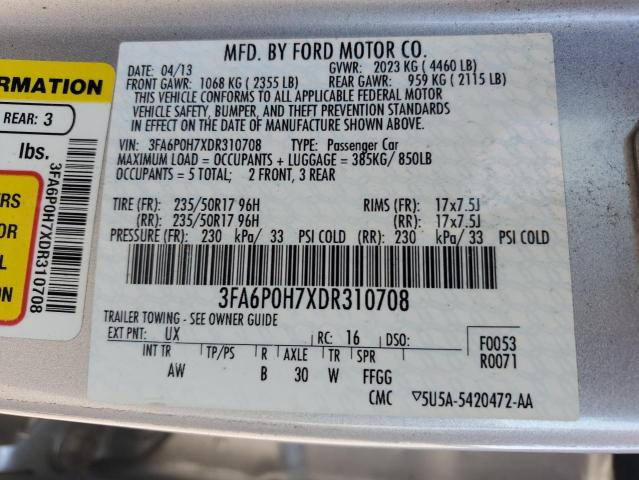 MFD. BY FORD MOTOR CO.
DATE: 04/13 GVWR: 2023 KG ( 4460 LB)
FRONT GAWR: 1068 KG ( 2355 LB) REAR GAWR: 959 KG ( 2115 LB)
THIS VEHICLE CONFORMS TO ALL APPLICABLE FEDERAL MOTOR
VEHICLE SAFETY, BUMPER, AND THEFT PREVENTION STANDARDS
IN EFFECT ON THE DATE OF MANUFACTURE SHOWN ABOVE.
VIN: 3FA6P0H7XDR310708 TYPE: Passenger Car
MAXIMUM LOAD = OCCUPANTS + LUGGAGE = 385KG/ 850LB
OCCUPANTS = 5 TOTAL; 2 FRONT, 3 REAR
TIRE (FR): 235/50R17 96H RIMS (FR): 17x7.5J
(RR): 235/50R17 96H (RR): 17x7.5J
PRESSURE (FR): 230 kPa/ 33 PSI COLD (RR): 230 kPa/ 33 PSI COLD
3FA6P0H7XDR310708
TRAILER TOWING - SEE OWNER GUIDE
EXT PNT: UX RC: 16 DSO: F0053
R0071
INT TR TP/PS R AXLE TR SPR
AW B 30 W FFGG
CMC ▽5U5A-5420472-AA
ORMATION
REAR: 3
lbs.
ERS
OR
L
ON
3FA6P0H7XDR310708